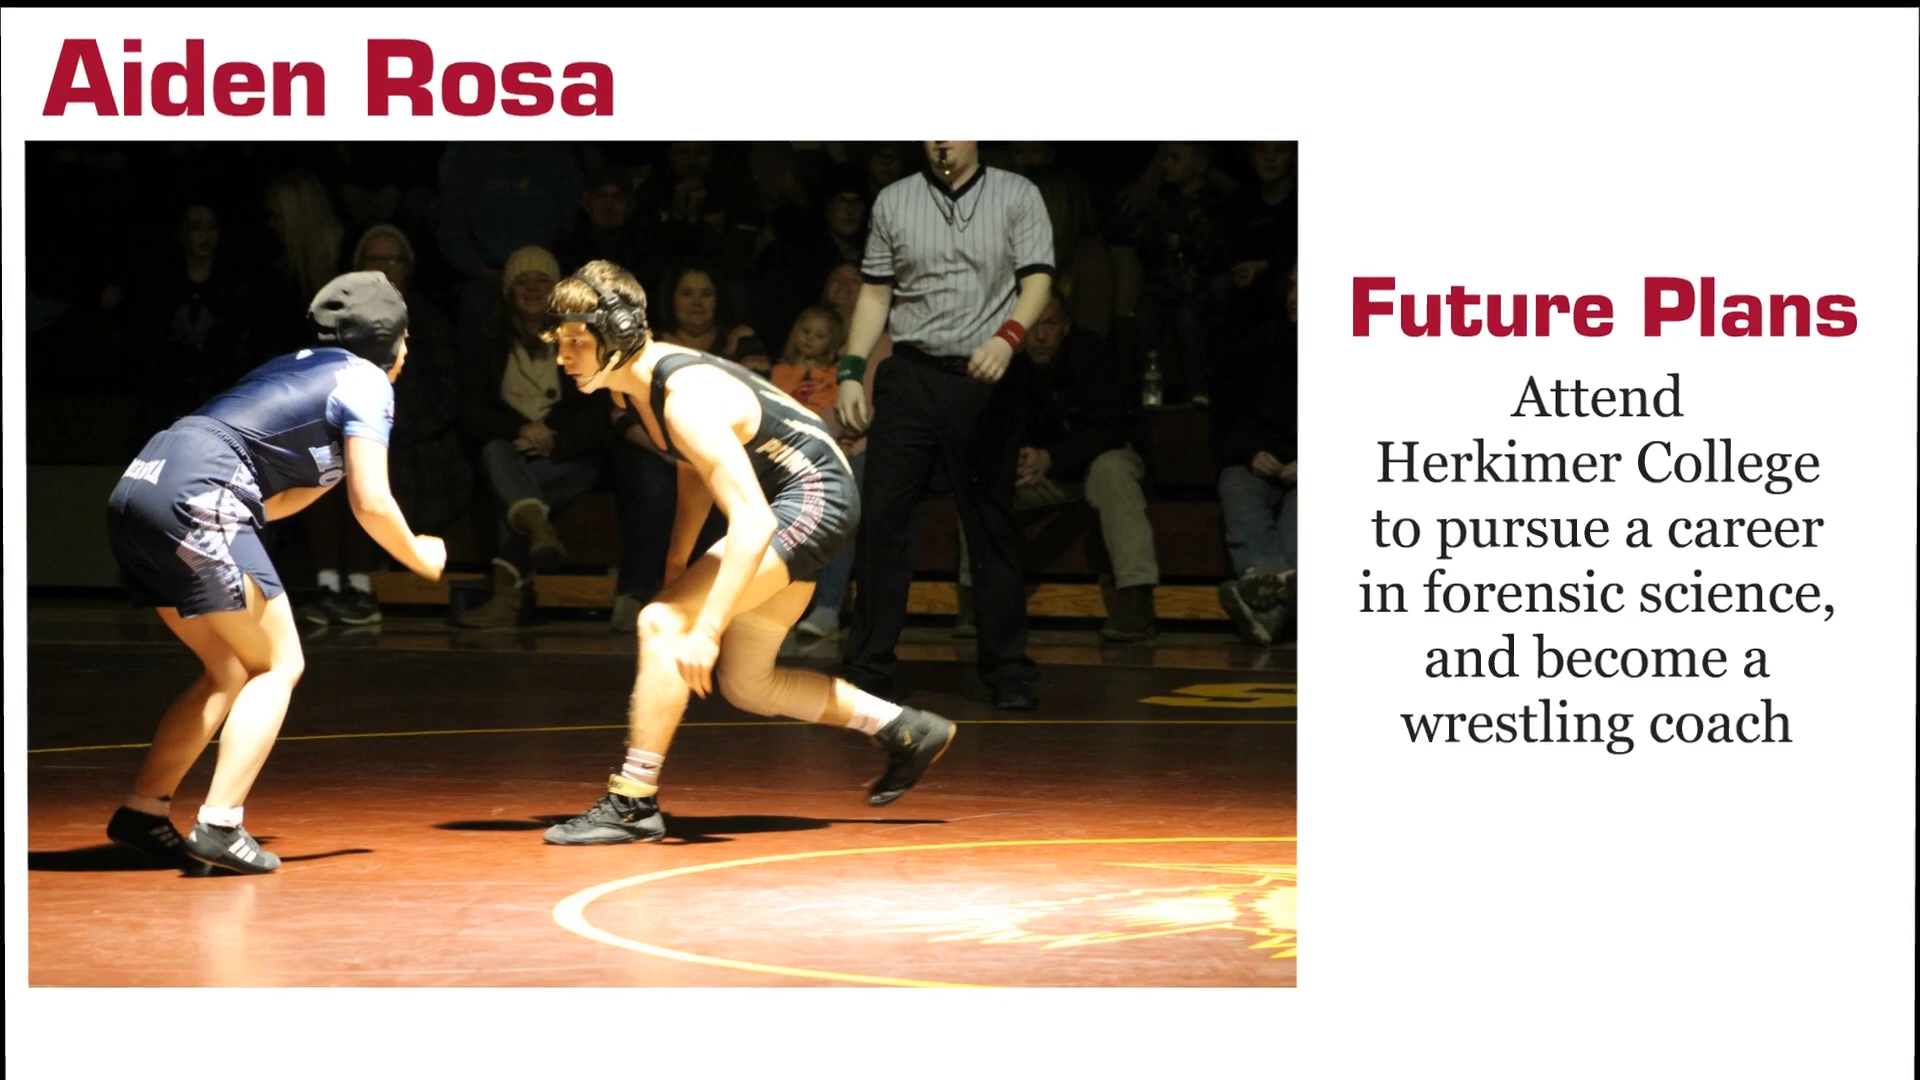 Aiden Rosa
Future Plans
Attend
Herkimer College
to pursue a career
in forensic science,
and become a
wrestling coach